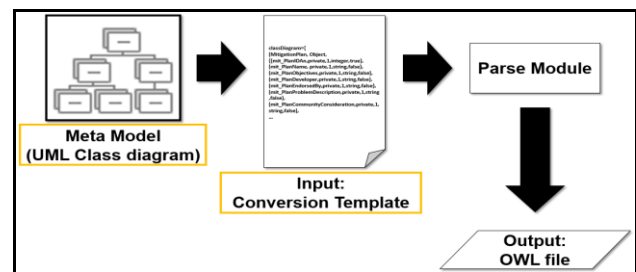 Meta Model
(UML Class diagram)
classDiagram=[
[MitigationPlan, Object,
{[mit_PlanIDAo,private,1,integer,true],
[mit_PlanName, private,1,string,false],
[mit_PlanObjectives,private,1,string,false],
[mit_PlanDeveloper,private,1,string,false],
[mit_PlanEndorsedBy,private,1,string,false],
[mit_PlanProblemDescription,private,1,string
,false],
[mit_PlanCommunityConsideration,private,1,
string,false],
...
Input:
Conversion Template
Parse Module
Output:
OWL file